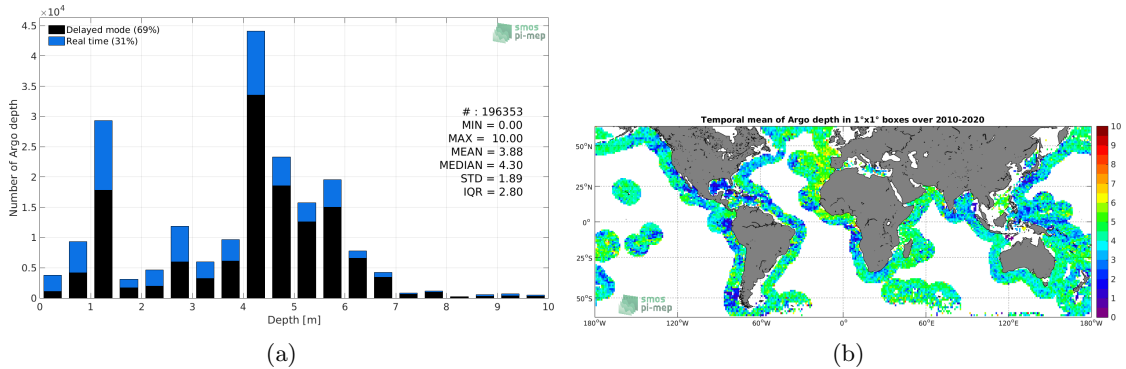 ×10⁴
4.5
4
3.5
3
2.5
2
1.5
1
0.5
0
Number of Argo depth
Delayed mode (69%)
Real time (31%)
smos
pi-mep
# : 196353
MIN = 0.00
MAX = 10.00
MEAN = 3.88
MEDIAN = 4.30
STD = 1.89
IQR = 2.80
1 2 3 4 5 6 7 8 9 10
Depth [m]
(a)
Temporal mean of Argo depth in 1°x1° boxes over 2010-2020
50°N
25°N
0°
25°S
50°S
180°W 120°W 60°W 0° 60°E 120°E 180°W
smos
pi-mep
10
9
8
7
6
5
4
3
2
1
0
(b)